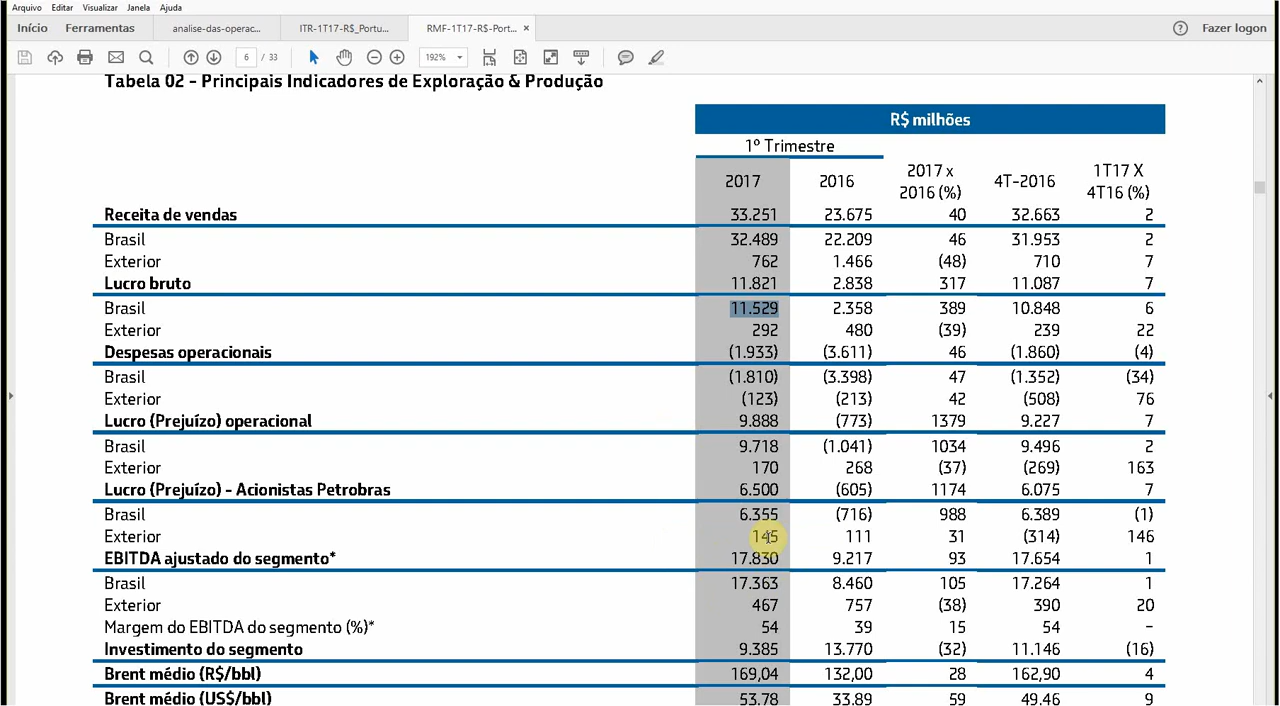 Arquivo Editar Visualizar Janela Ajuda
Início Ferramentas analise-das-operac... ITR-1T17-R$_Portu... RMF-1T17-R$-Port... × ? Fazer logon
6 / 33 192%
Tabela 02 – Principais Indicadores de Exploração & Produção
R$ milhões
1º Trimestre
2017 2016 2017 x 2016 (%) 4T-2016 1T17 X 4T16 (%)
Receita de vendas 33.251 23.675 40 32.663 2
Brasil 32.489 22.209 46 31.953 2
Exterior 762 1.466 (48) 710 7
Lucro bruto 11.821 2.838 317 11.087 7
Brasil 11.529 2.358 389 10.848 6
Exterior 292 480 (39) 239 22
Despesas operacionais (1.933) (3.611) 46 (1.860) (4)
Brasil (1.810) (3.398) 47 (1.352) (34)
Exterior (123) (213) 42 (508) 76
Lucro (Prejuízo) operacional 9.888 (773) 1379 9.227 7
Brasil 9.718 (1.041) 1034 9.496 2
Exterior 170 268 (37) (269) 163
Lucro (Prejuízo) - Acionistas Petrobras 6.500 (605) 1174 6.075 7
Brasil 6.355 (716) 988 6.389 (1)
Exterior 145 111 31 (314) 146
EBITDA ajustado do segmento* 17.830 9.217 93 17.654 1
Brasil 17.363 8.460 105 17.264 1
Exterior 467 757 (38) 390 20
Margem do EBITDA do segmento (%)* 54 39 15 54 –
Investimento do segmento 9.385 13.770 (32) 11.146 (16)
Brent médio (R$/bbl) 169,04 132,00 28 162,90 4
Brent médio (US$/bbl) 53,78 33,89 59 49,46 9